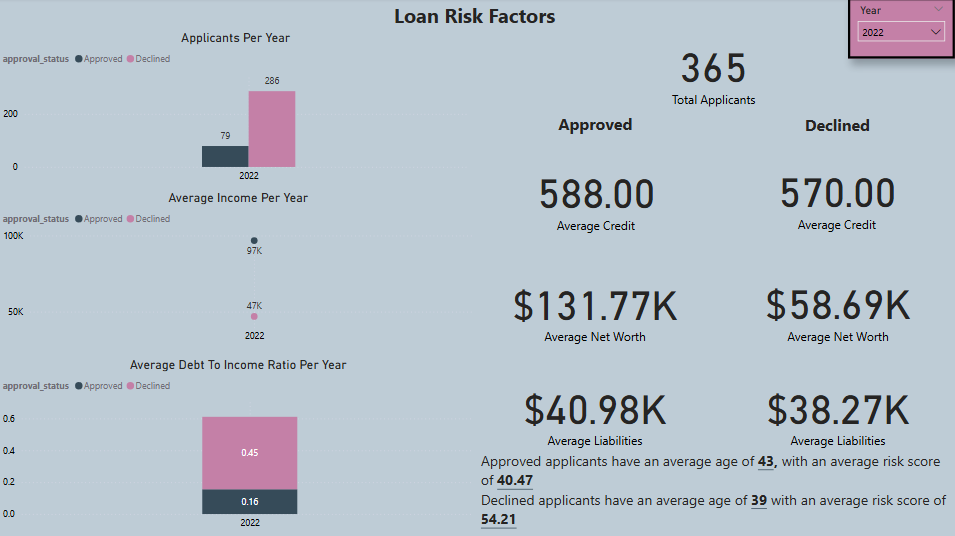 Loan Risk Factors
Year
2022
Applicants Per Year
approval_status Approved Declined
286
200
79
0
2022
Average Income Per Year
approval_status Approved Declined
100K
97K
47K
50K
2022
Average Debt To Income Ratio Per Year
approval_status Approved Declined
0.6
0.45
0.4
0.2
0.16
0.0
2022
365
Total Applicants
Approved
Declined
588.00
Average Credit
570.00
Average Credit
$131.77K
Average Net Worth
$58.69K
Average Net Worth
$40.98K
Average Liabilities
$38.27K
Average Liabilities
Approved applicants have an average age of 43, with an average risk score
of 40.47
Declined applicants have an average age of 39 with an average risk score of
54.21